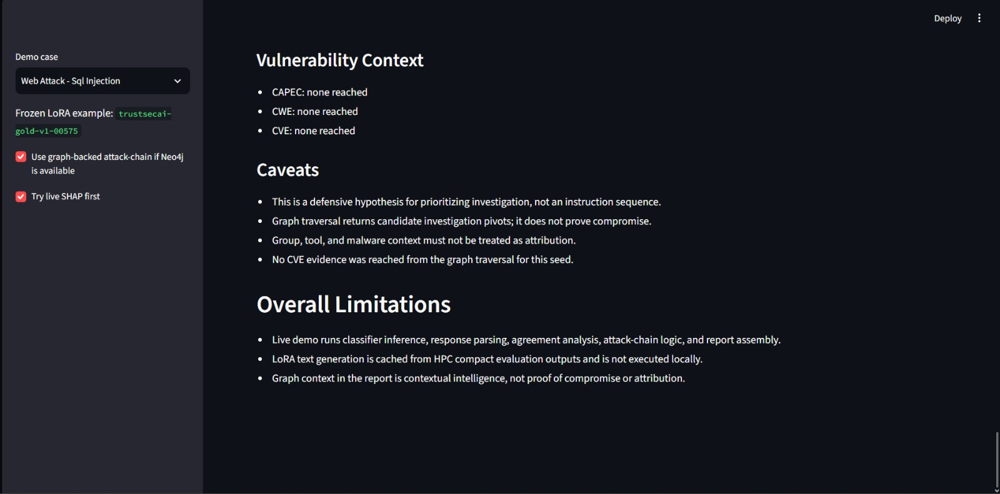 Deploy
Demo case
Web Attack - Sql Injection
Frozen LoRA example: trustsecai-
gold-v1-00575
Use graph-backed attack-chain if Neo4j
is available
Try live SHAP first
Vulnerability Context
• CAPEC: none reached
• CWE: none reached
• CVE: none reached
Caveats
• This is a defensive hypothesis for prioritizing investigation, not an instruction sequence.
• Graph traversal returns candidate investigation pivots; it does not prove compromise.
• Group, tool, and malware context must not be treated as attribution.
• No CVE evidence was reached from the graph traversal for this seed.
Overall Limitations
• Live demo runs classifier inference, response parsing, agreement analysis, attack-chain logic, and report assembly.
• LoRA text generation is cached from HPC compact evaluation outputs and is not executed locally.
• Graph context in the report is contextual intelligence, not proof of compromise or attribution.